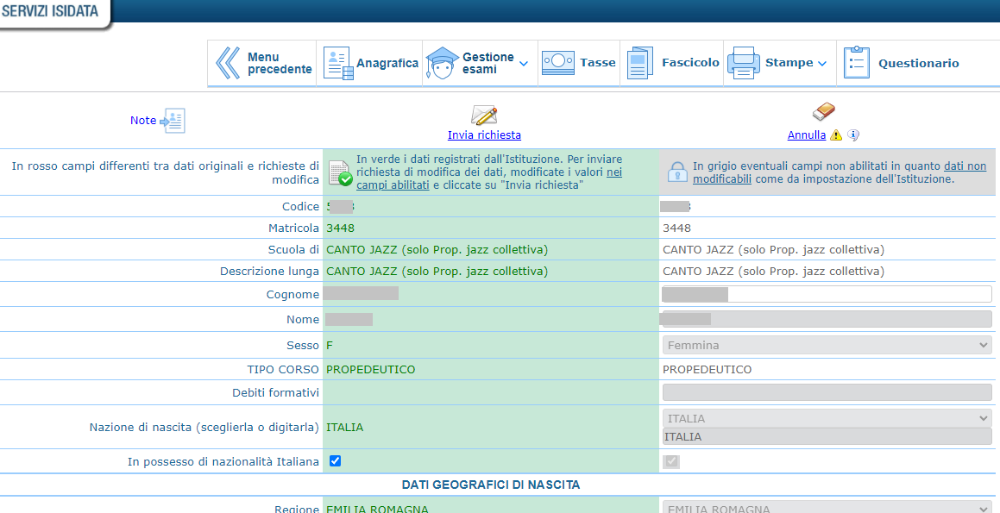 SERVIZI ISIDATA
Menu precedente
Anagrafica
Gestione esami
Tasse
Fascicolo
Stampe
Questionario
Note
Invia richiesta
Annulla
In rosso campi differenti tra dati originali e richieste di
modifica
In verde i dati registrati dall'Istituzione. Per inviare
richiesta di modifica dei dati, modificate i valori nei
campi abilitati e cliccate su "Invia richiesta"
In grigio eventuali campi non abilitati in quanto dati non
modificabili come da impostazione dell'Istituzione.
Codice
Matricola 3448 3448
Scuola di CANTO JAZZ (solo Prop. jazz collettiva) CANTO JAZZ (solo Prop. jazz collettiva)
Descrizione lunga CANTO JAZZ (solo Prop. jazz collettiva) CANTO JAZZ (solo Prop. jazz collettiva)
Cognome
Nome
Sesso F Femmina
TIPO CORSO PROPEDEUTICO PROPEDEUTICO
Debiti formativi
Nazione di nascita (sceglierla o digitarla) ITALIA ITALIA
ITALIA
In possesso di nazionalità Italiana
DATI GEOGRAFICI DI NASCITA
Regione EMILIA ROMAGNA EMILIA ROMAGNA